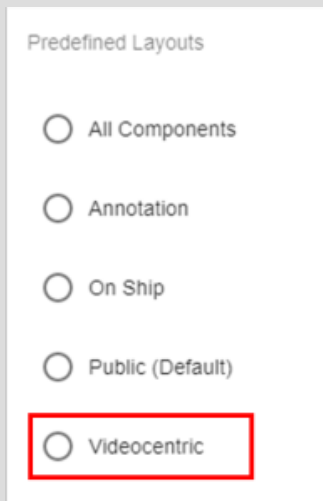 Predefined Layouts
All Components
Annotation
On Ship
Public (Default)
Videocentric